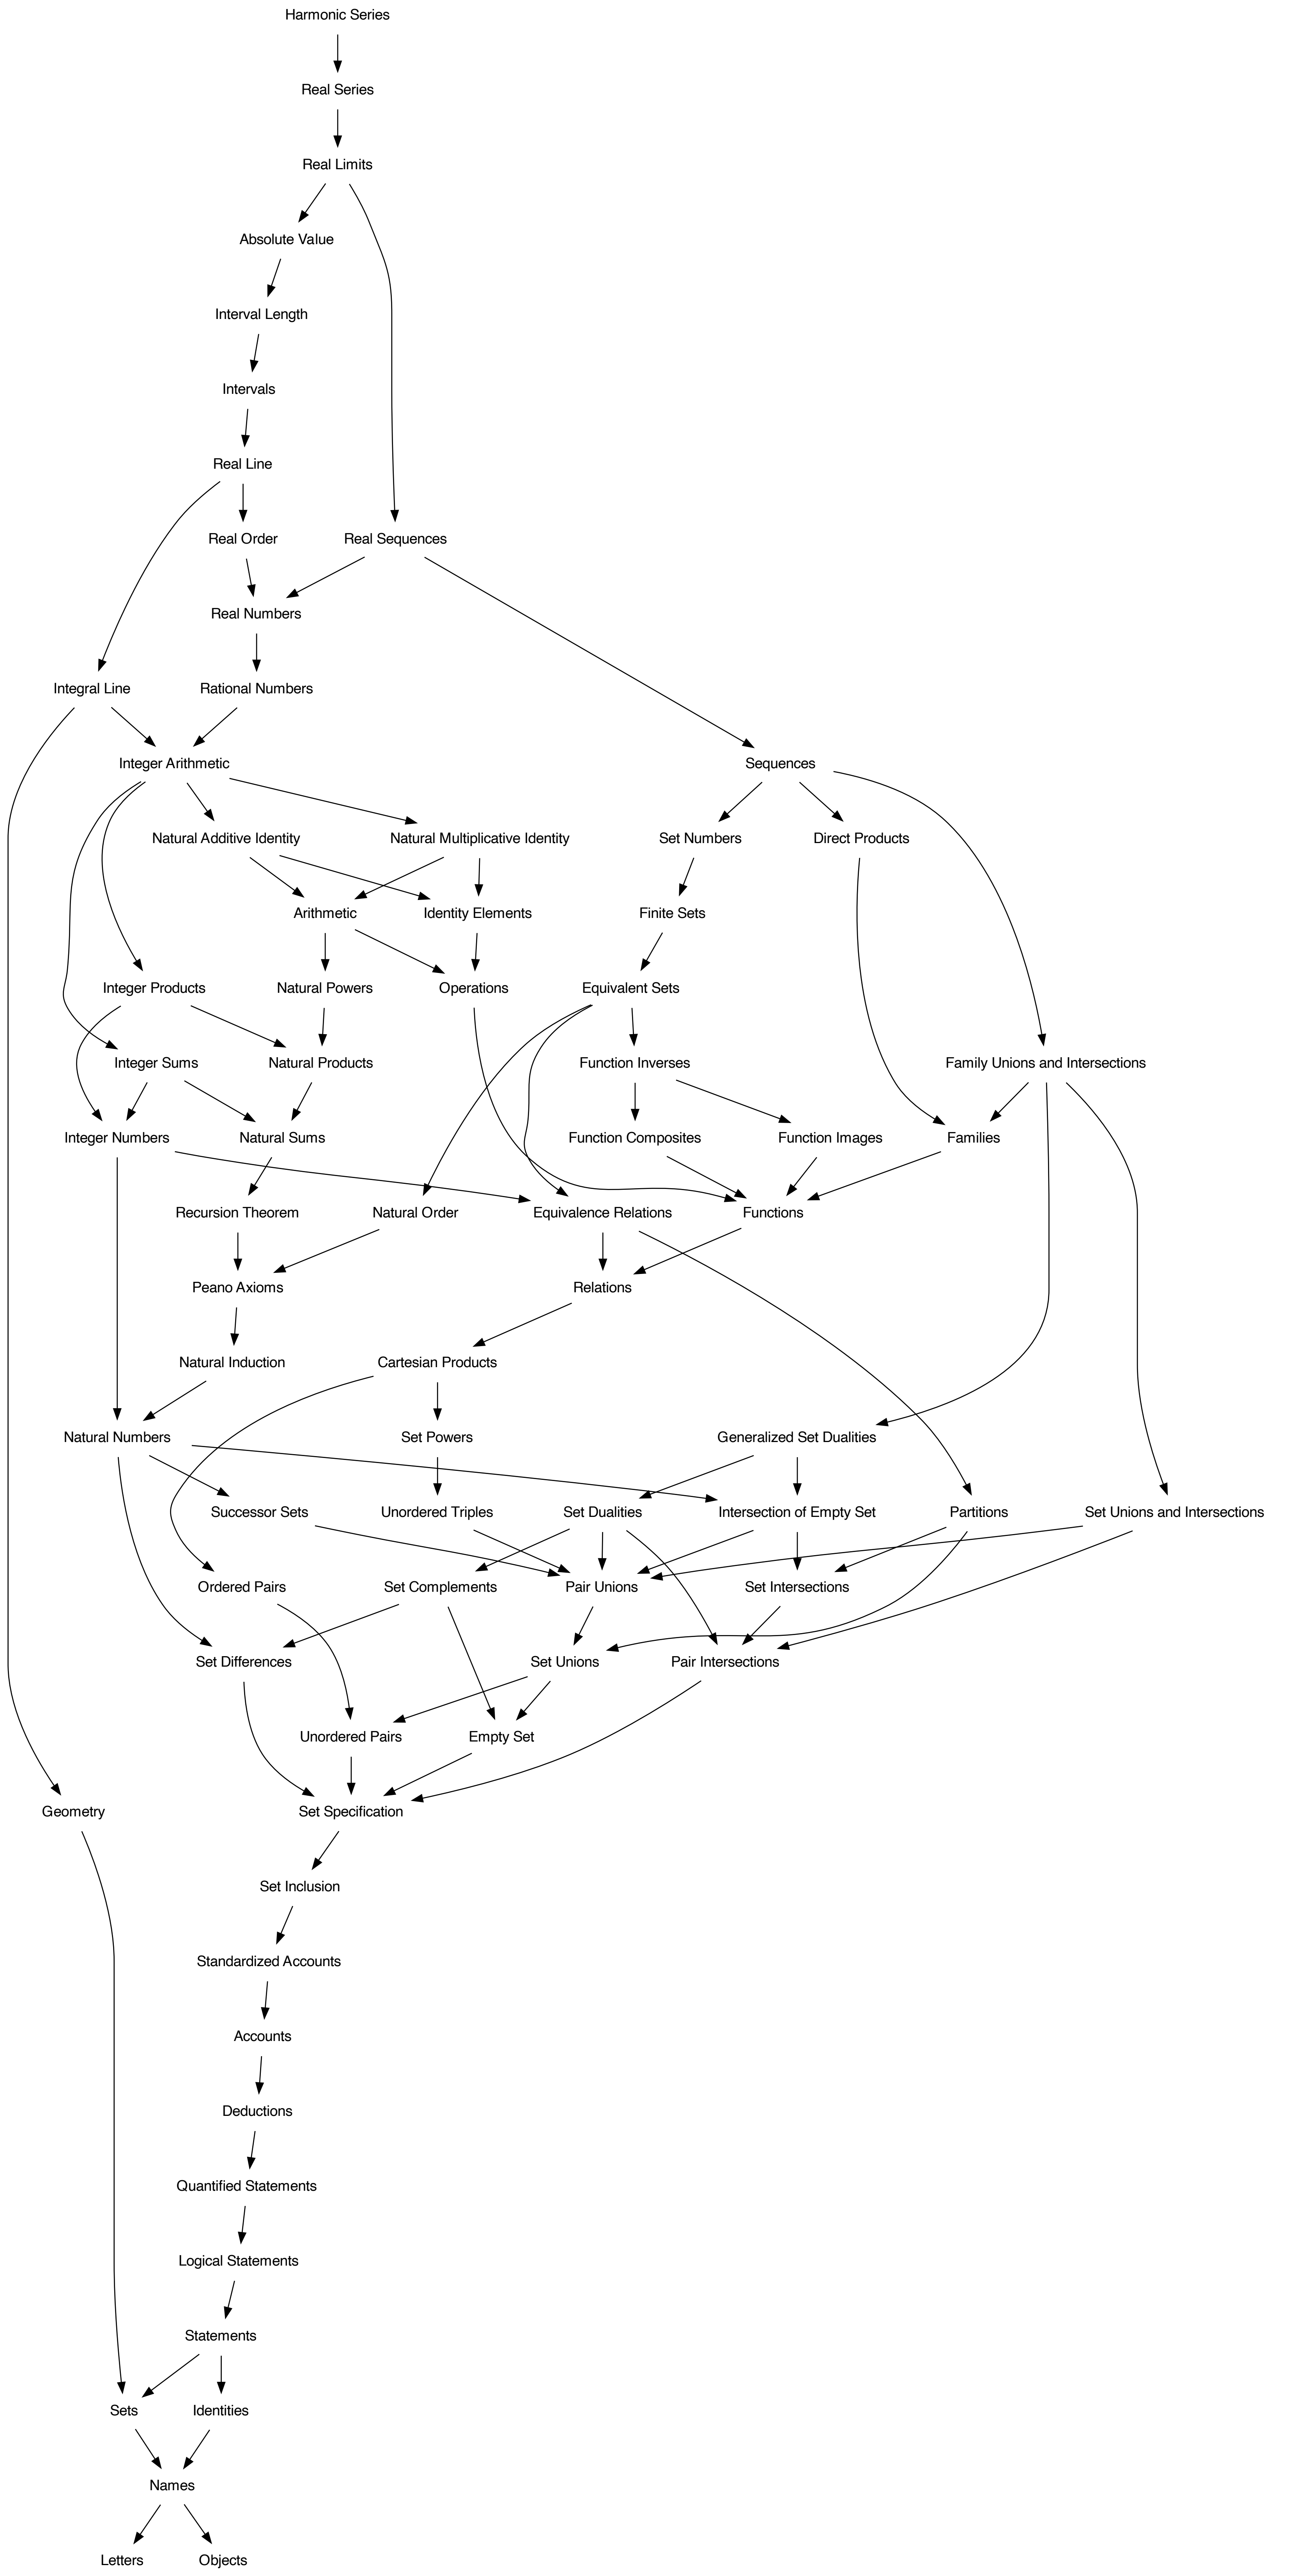 Harmonic Series
Real Series
Real Limits
Absolute Value
Interval Length
Intervals
Real Line
Real Order
Real Sequences
Real Numbers
Integral Line
Rational Numbers
Integer Arithmetic
Sequences
Natural Additive Identity
Natural Multiplicative Identity
Set Numbers
Direct Products
Arithmetic
Identity Elements
Finite Sets
Integer Products
Natural Powers
Operations
Equivalent Sets
Integer Sums
Natural Products
Function Inverses
Family Unions and Intersections
Integer Numbers
Natural Sums
Function Composites
Function Images
Families
Recursion Theorem
Natural Order
Equivalence Relations
Functions
Peano Axioms
Relations
Natural Induction
Cartesian Products
Natural Numbers
Set Powers
Generalized Set Dualities
Successor Sets
Unordered Triples
Set Dualities
Intersection of Empty Set
Partitions
Set Unions and Intersections
Ordered Pairs
Set Complements
Pair Unions
Set Intersections
Set Differences
Set Unions
Pair Intersections
Unordered Pairs
Empty Set
Geometry
Set Specification
Set Inclusion
Standardized Accounts
Accounts
Deductions
Quantified Statements
Logical Statements
Statements
Sets
Identities
Names
Letters
Objects